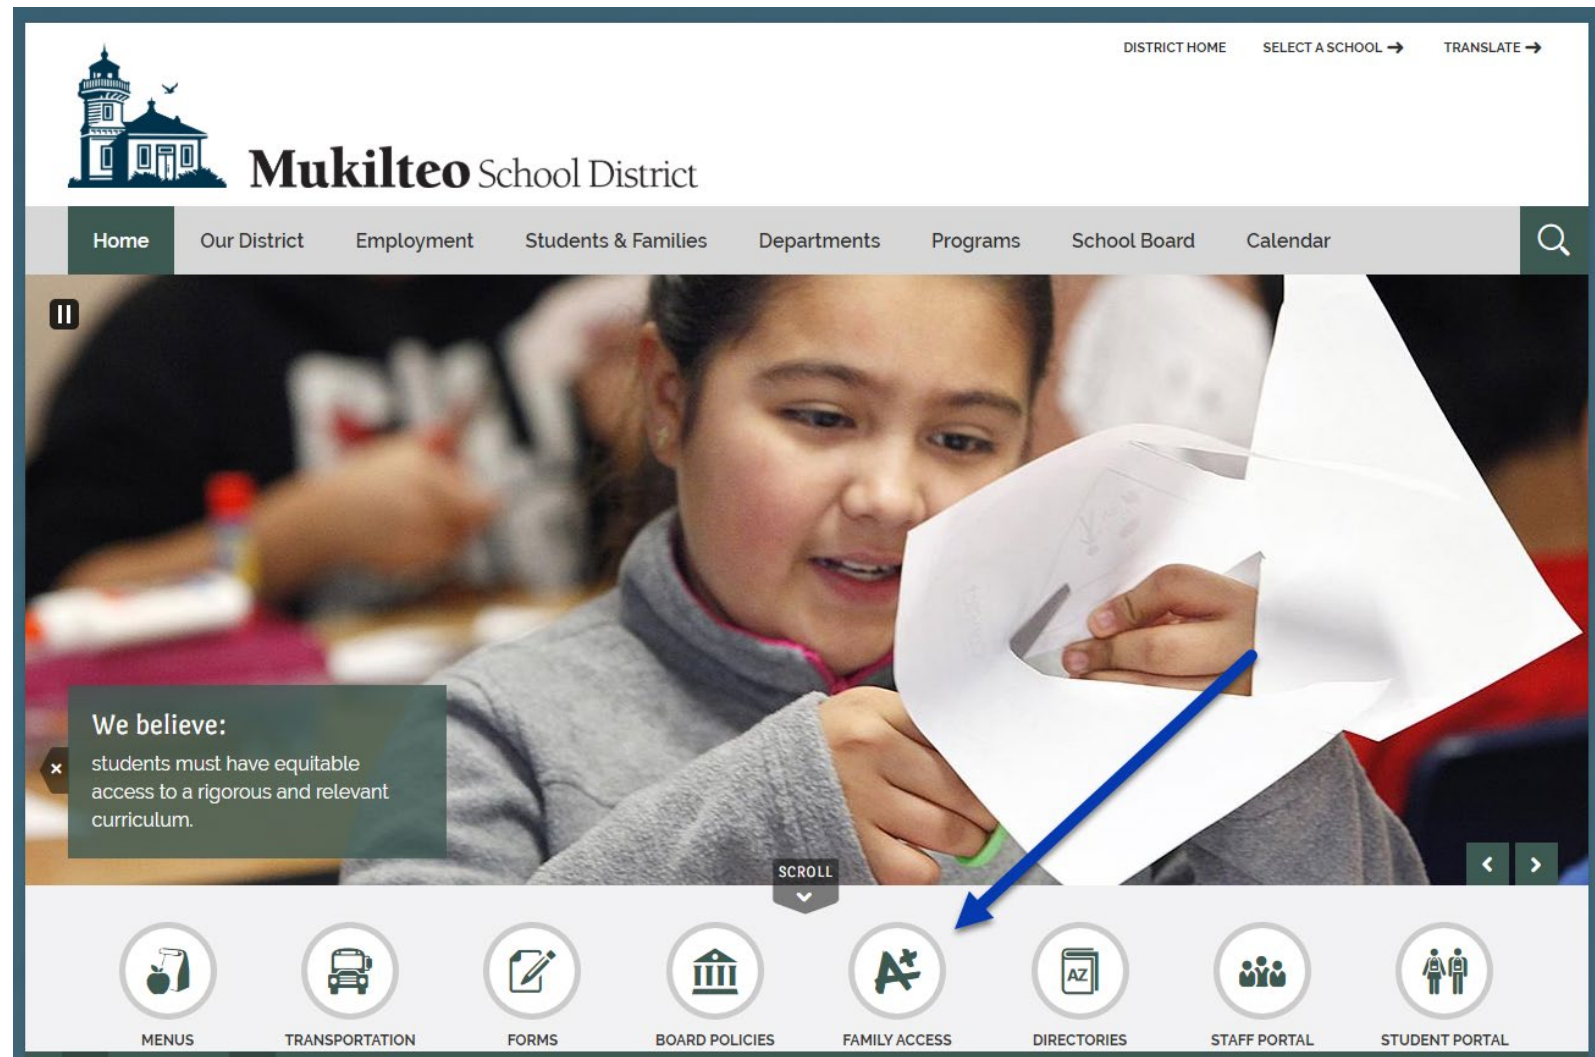 DISTRICT HOME
SELECT A SCHOOL
TRANSLATE
Mukilteo School District
Home
Our District
Employment
Students & Families
Departments
Programs
School Board
Calendar
We believe:
students must have equitable
access to a rigorous and relevant
curriculum.
SCROLL
A+
AZ
MENUS
TRANSPORTATION
FORMS
BOARD POLICIES
FAMILY ACCESS
DIRECTORIES
STAFF PORTAL
STUDENT PORTAL